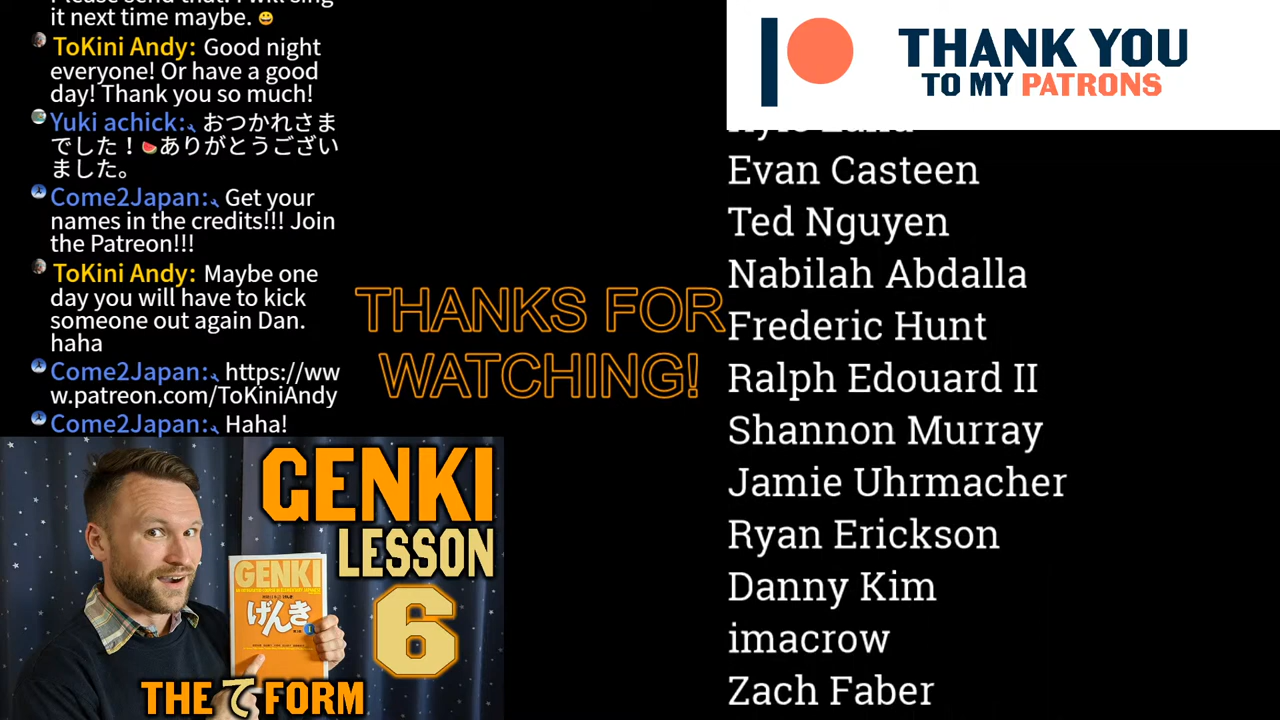 Please send that! I will sing
it next time maybe. 😀
ToKini Andy: Good night
everyone! Or have a good
day! Thank you so much!
Yuki achick: おつかれさま
でした！🍉ありがとうござい
ました。
Come2Japan: Get your
names in the credits!!! Join
the Patreon!!!
ToKini Andy: Maybe one
day you will have to kick
someone out again Dan.
haha
Come2Japan: https://ww
w.patreon.com/ToKiniAndy
Come2Japan: Haha!
THANKS FOR
WATCHING!
THANK YOU
TO MY PATRONS
Evan Casteen
Ted Nguyen
Nabilah Abdalla
Frederic Hunt
Ralph Edouard II
Shannon Murray
Jamie Uhrmacher
Ryan Erickson
Danny Kim
imacrow
Zach Faber
GENKI
LESSON
6
THE て FORM
GENKI
げんき